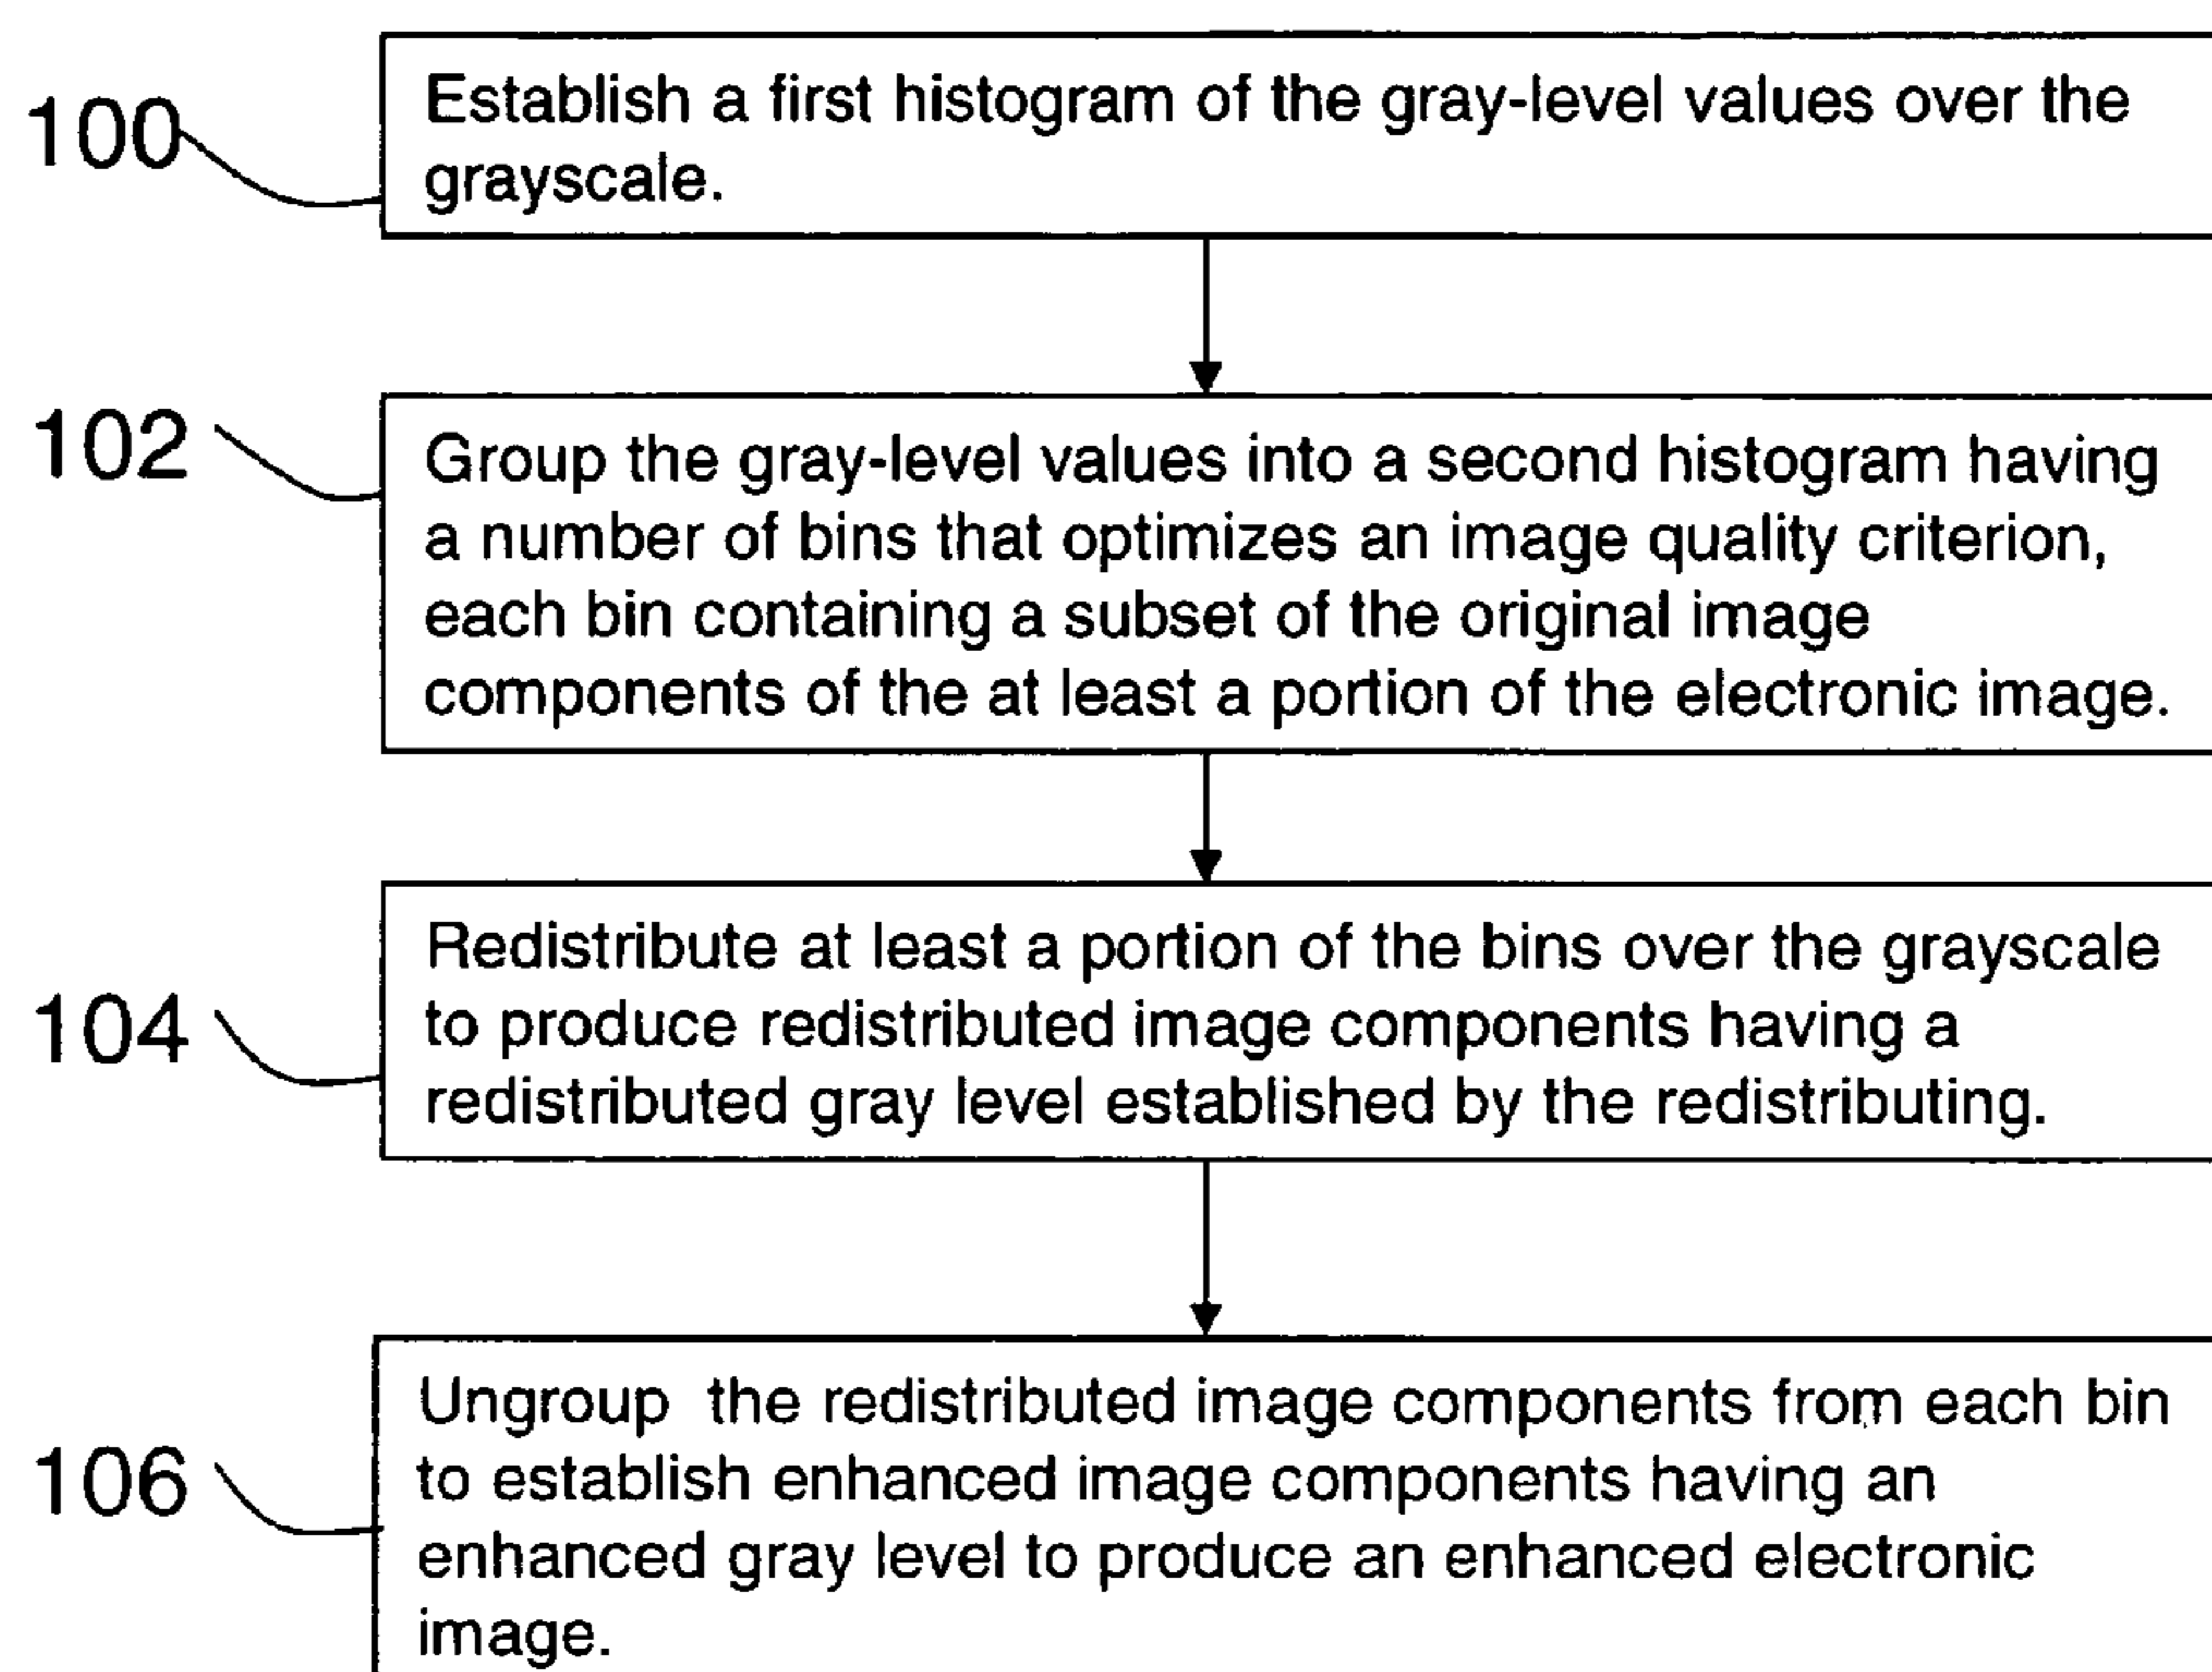 100
Establish a first histogram of the gray-level values over the
grayscale.
102
Group the gray-level values into a second histogram having
a number of bins that optimizes an image quality criterion,
each bin containing a subset of the original image
components of the at least a portion of the electronic image.
104
Redistribute at least a portion of the bins over the grayscale
to produce redistributed image components having a
redistributed gray level established by the redistributing.
106
Ungroup the redistributed image components from each bin
to establish enhanced image components having an
enhanced gray level to produce an enhanced electronic
image.